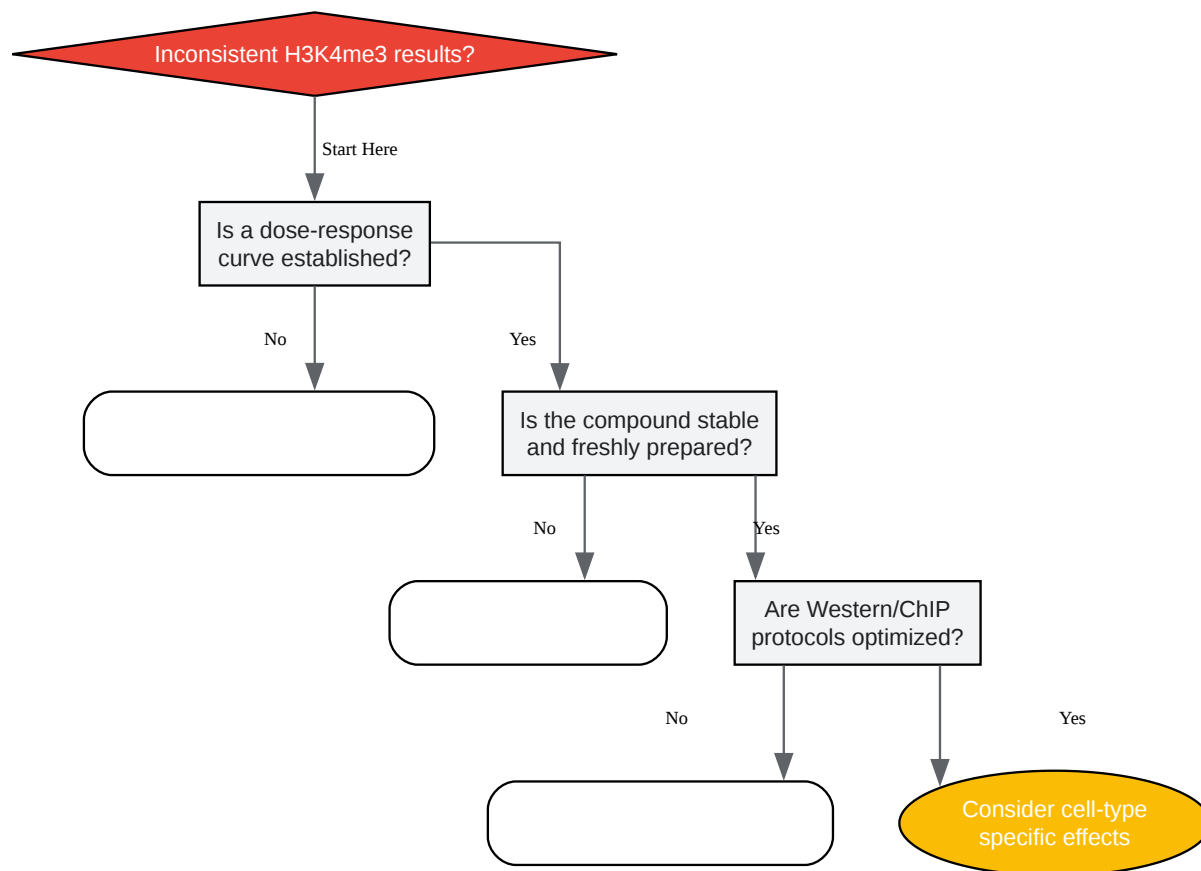 Inconsistent H3K4me3 results?
Start Here
Is a dose-response
curve established?
No
Yes
Is the compound stable
and freshly prepared?
No
Yes
Are Western/ChIP
protocols optimized?
No
Yes
Consider cell-type
specific effects